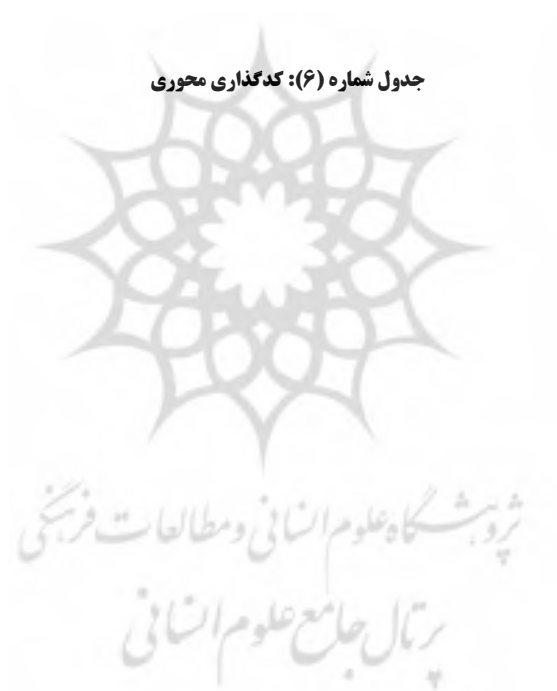 جدول شماره (۶): کدگذاری محوری
پژوهشگاه علوم انسانی و مطالعات فرهنگی
پرتال جامع علوم انسانی